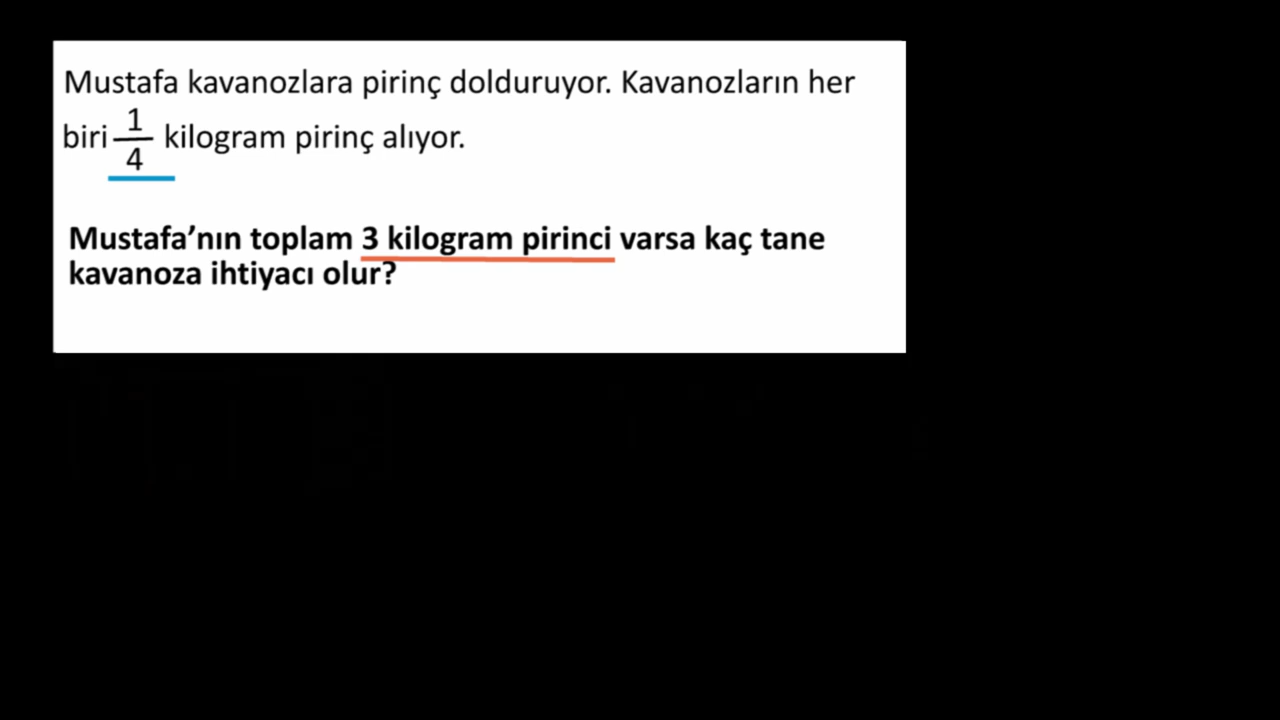 Mustafa kavanozlara pirinç dolduruyor. Kavanozların her
biri 1/4 kilogram pirinç alıyor.
Mustafa’nın toplam 3 kilogram pirinci varsa kaç tane
kavanoza ihtiyacı olur?